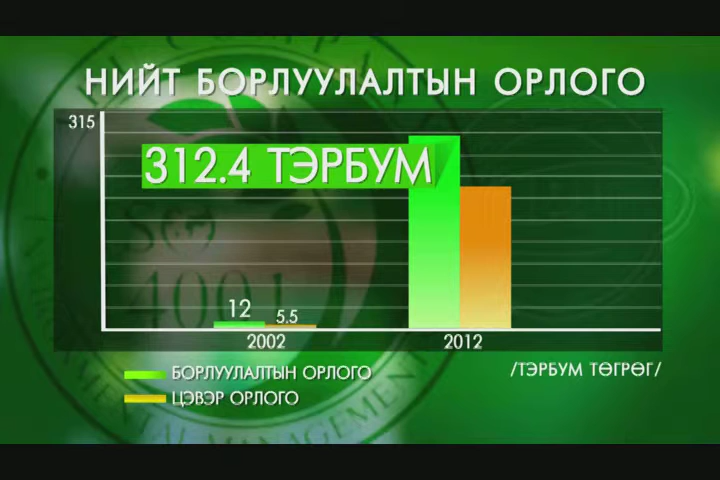 НИЙТ БОРЛУУЛАЛТЫН ОРЛОГО
315
312.4 ТЭРБУМ
12
5.5
2002
2012
БОРЛУУЛАЛТЫН ОРЛОГО
ЦЭВЭР ОРЛОГО
/ТЭРБУМ ТӨГРӨГ/